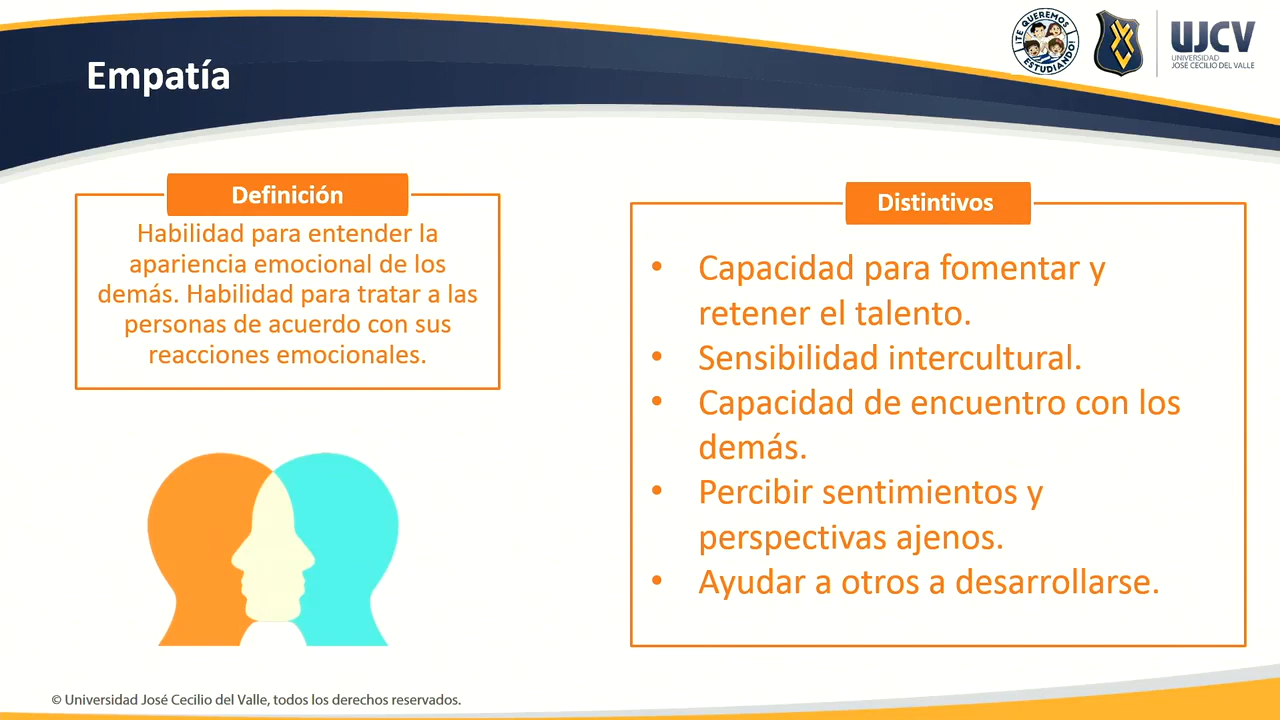 Empatía
¡TE QUEREMOS
ESTUDIANDO!
UJCV
UNIVERSIDAD
JOSÉ CECILIO DEL VALLE
Definición
Habilidad para entender la
apariencia emocional de los
demás. Habilidad para tratar a las
personas de acuerdo con sus
reacciones emocionales.
Distintivos
• Capacidad para fomentar y
retener el talento.
• Sensibilidad intercultural.
• Capacidad de encuentro con los
demás.
• Percibir sentimientos y
perspectivas ajenos.
• Ayudar a otros a desarrollarse.
© Universidad José Cecilio del Valle, todos los derechos reservados.